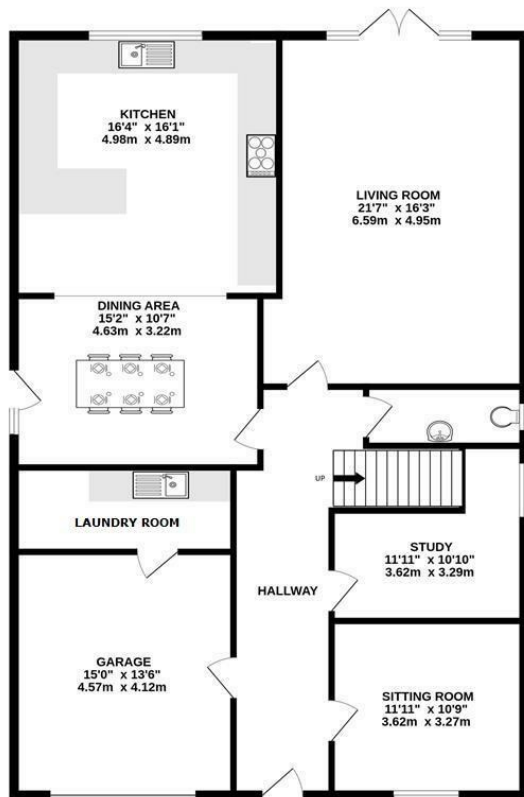 KITCHEN
16'4" x 16'1"
4.98m x 4.89m
LIVING ROOM
21'7" x 16'3"
6.59m x 4.95m
DINING AREA
15'2" x 10'7"
4.63m x 3.22m
UP
LAUNDRY ROOM
STUDY
11'11" x 10'10"
3.62m x 3.29m
HALLWAY
GARAGE
15'0" x 13'6"
4.57m x 4.12m
SITTING ROOM
11'11" x 10'9"
3.62m x 3.27m